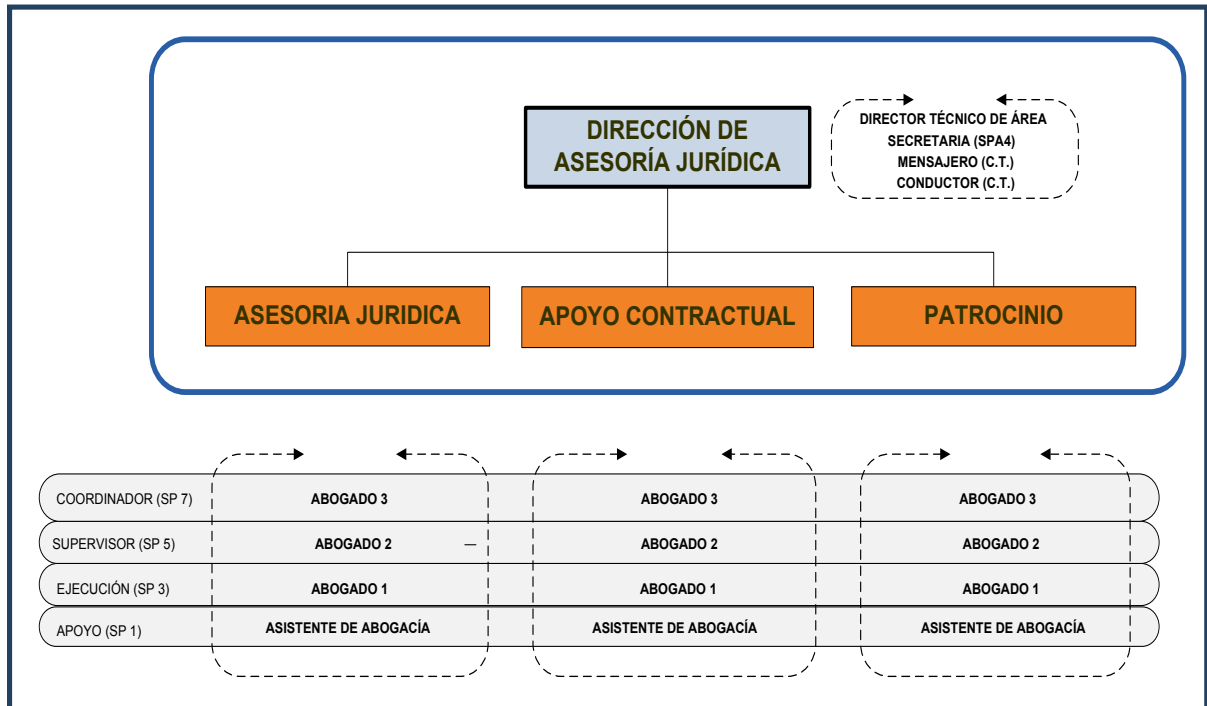 DIRECCIÓN DE
ASESORÍA JURÍDICA
DIRECTOR TÉCNICO DE ÁREA
SECRETARIA (SPA4)
MENSAJERO (C.T.)
CONDUCTOR (C.T.)
ASESORIA JURIDICA
APOYO CONTRACTUAL
PATROCINIO
COORDINADOR (SP 7) ABOGADO 3 ABOGADO 3 ABOGADO 3
SUPERVISOR (SP 5) ABOGADO 2 — ABOGADO 2 ABOGADO 2
EJECUCIÓN (SP 3) ABOGADO 1 ABOGADO 1 ABOGADO 1
APOYO (SP 1) ASISTENTE DE ABOGACÍA ASISTENTE DE ABOGACÍA ASISTENTE DE ABOGACÍA